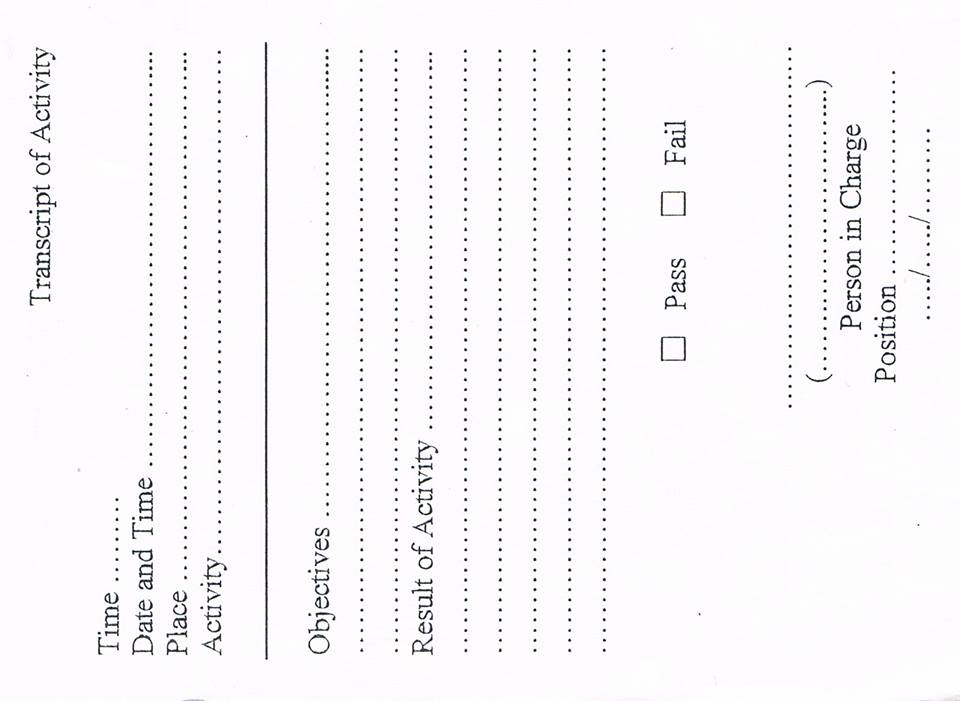 Transcript of Activity
Time .........
Date and Time ..............................................................
Place ...........................................................................
Activity........................................................................
Objectives ..................................................................
....................................................................................
....................................................................................
Result of Activity ......................................................
....................................................................................
....................................................................................
....................................................................................
....................................................................................
....................................................................................
☐ Pass ☐ Fail
....................................................
(..........................................)
Person in Charge
Position .............................
...../...../..........